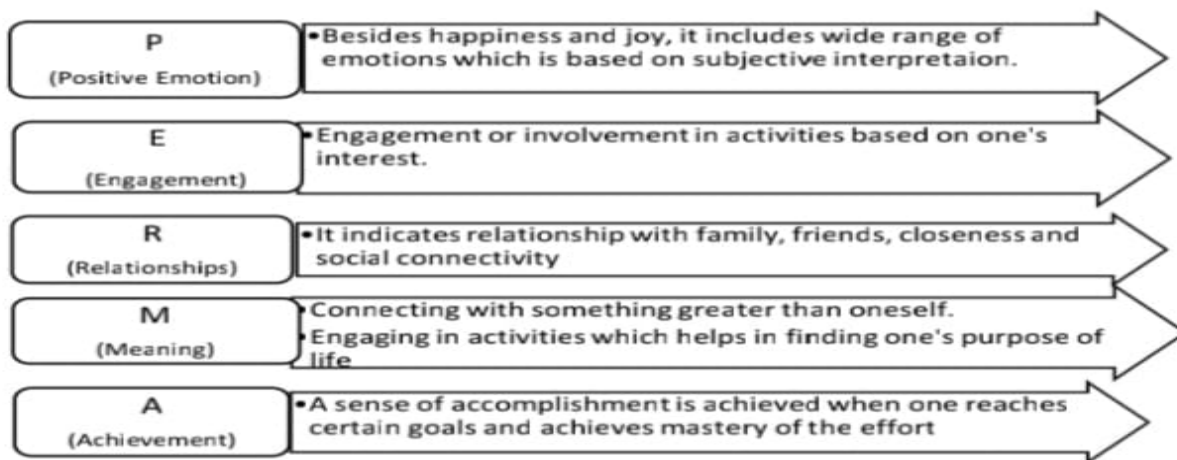 P
(Positive Emotion)
•Besides happiness and joy, it includes wide range of
emotions which is based on subjective interpretaion.
E
(Engagement)
•Engagement or involvement in activities based on one's
interest.
R
(Relationships)
•It indicates relationship with family, friends, closeness and
social connectivity
M
(Meaning)
•Connecting with something greater than oneself.
•Engaging in activities which helps in finding one's purpose of
life
A
(Achievement)
•A sense of accomplishment is achieved when one reaches
certain goals and achieves mastery of the effort